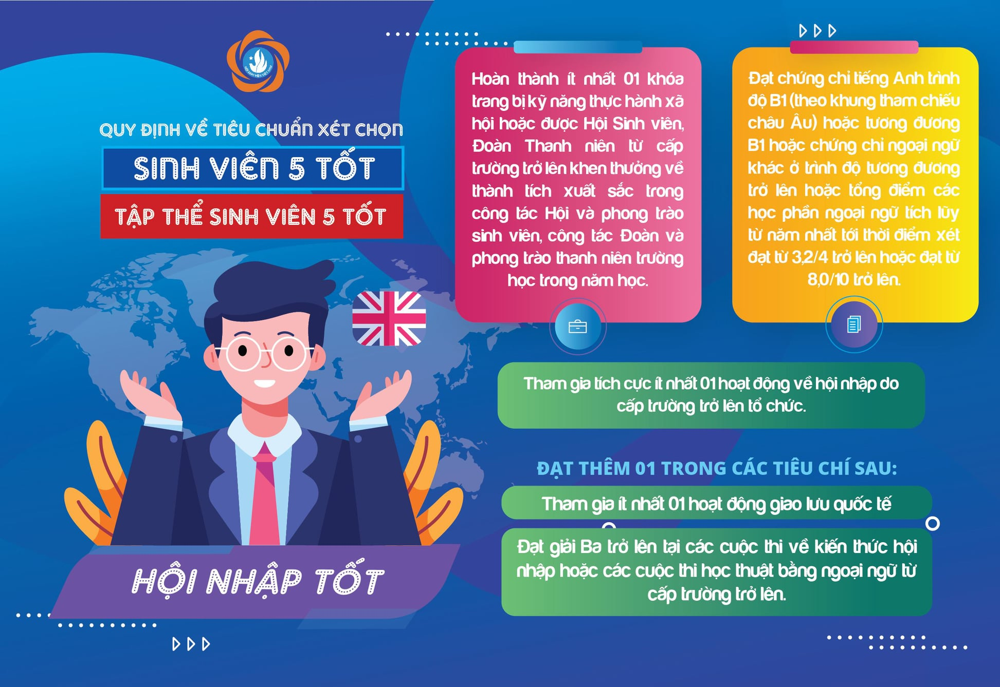 HỘI SINH VIÊN VIỆT NAM
QUY ĐỊNH VỀ TIÊU CHUẨN XÉT CHỌN
SINH VIÊN 5 TỐT
TẬP THỂ SINH VIÊN 5 TỐT
HỘI NHẬP TỐT
Hoàn thành ít nhất 01 khóa
trang bị kỹ năng thực hành xã
hội hoặc được Hội Sinh viên,
Đoàn Thanh niên từ cấp
trường trở lên khen thưởng về
thành tích xuất sắc trong
công tác Hội và phong trào
sinh viên, công tác Đoàn và
phong trào thanh niên trường
học trong năm học.
Đạt chứng chỉ tiếng Anh trình
độ B1 (theo khung tham chiếu
châu Âu) hoặc tương đương
B1 hoặc chứng chỉ ngoại ngữ
khác ở trình độ tương đương
trở lên hoặc tổng điểm các
học phần ngoại ngữ tích lũy
từ năm nhất tới thời điểm xét
đạt từ 3,2/4 trở lên hoặc đạt từ
8,0/10 trở lên.
Tham gia tích cực ít nhất 01 hoạt động về hội nhập do
cấp trường trở lên tổ chức.
ĐẠT THÊM 01 TRONG CÁC TIÊU CHÍ SAU:
Tham gia ít nhất 01 hoạt động giao lưu quốc tế
Đạt giải Ba trở lên tại các cuộc thi về kiến thức hội
nhập hoặc các cuộc thi học thuật bằng ngoại ngữ từ
cấp trường trở lên.